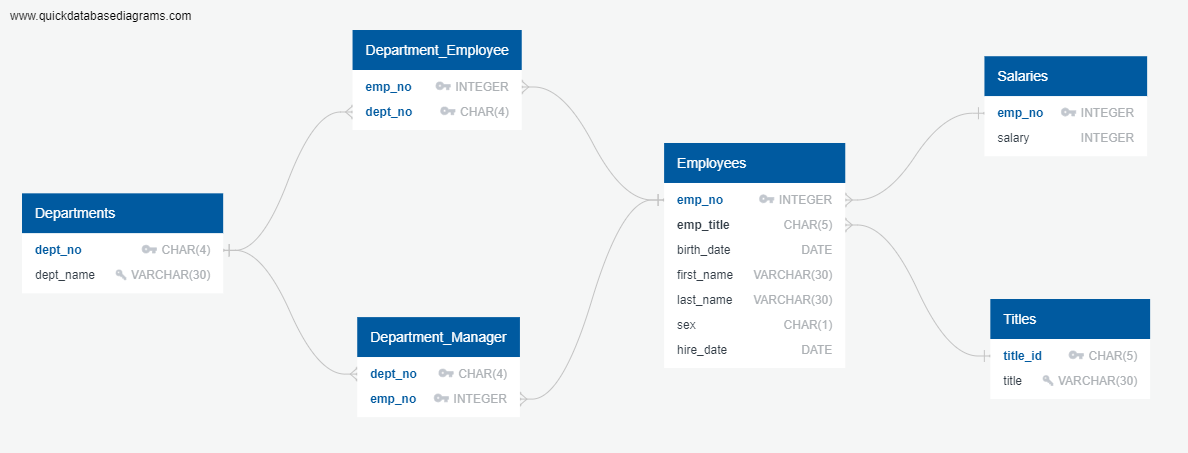 www.quickdatabasediagrams.com
Department_Employee
emp_no INTEGER
dept_no CHAR(4)
Departments
dept_no CHAR(4)
dept_name VARCHAR(30)
Department_Manager
dept_no CHAR(4)
emp_no INTEGER
Employees
emp_no INTEGER
emp_title CHAR(5)
birth_date DATE
first_name VARCHAR(30)
last_name VARCHAR(30)
sex CHAR(1)
hire_date DATE
Salaries
emp_no INTEGER
salary INTEGER
Titles
title_id CHAR(5)
title VARCHAR(30)